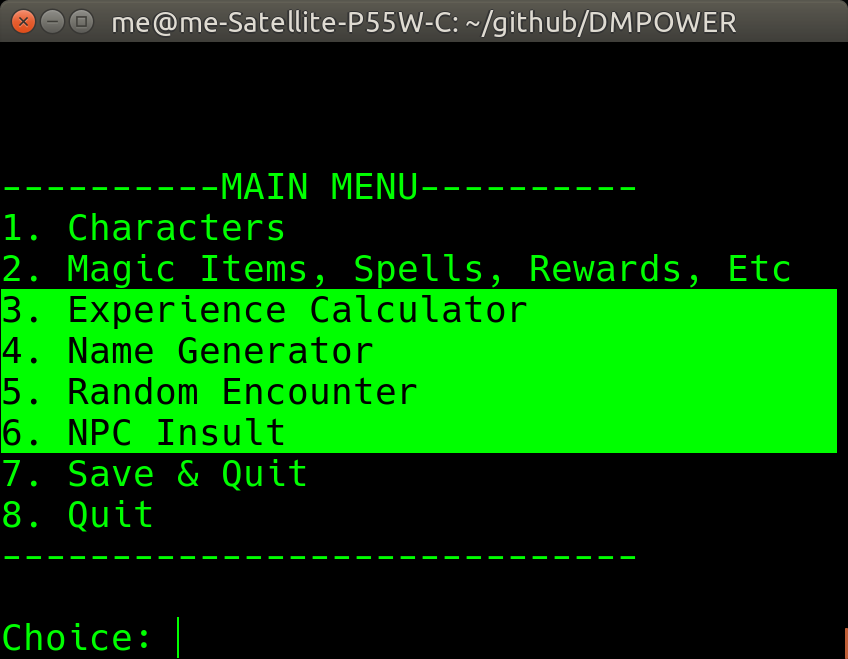 me@me-Satellite-P55W-C: ~/github/DMPOWER
----------MAIN MENU----------
1. Characters
2. Magic Items, Spells, Rewards, Etc
3. Experience Calculator
4. Name Generator
5. Random Encounter
6. NPC Insult
7. Save & Quit
8. Quit
-----------------------------
Choice: